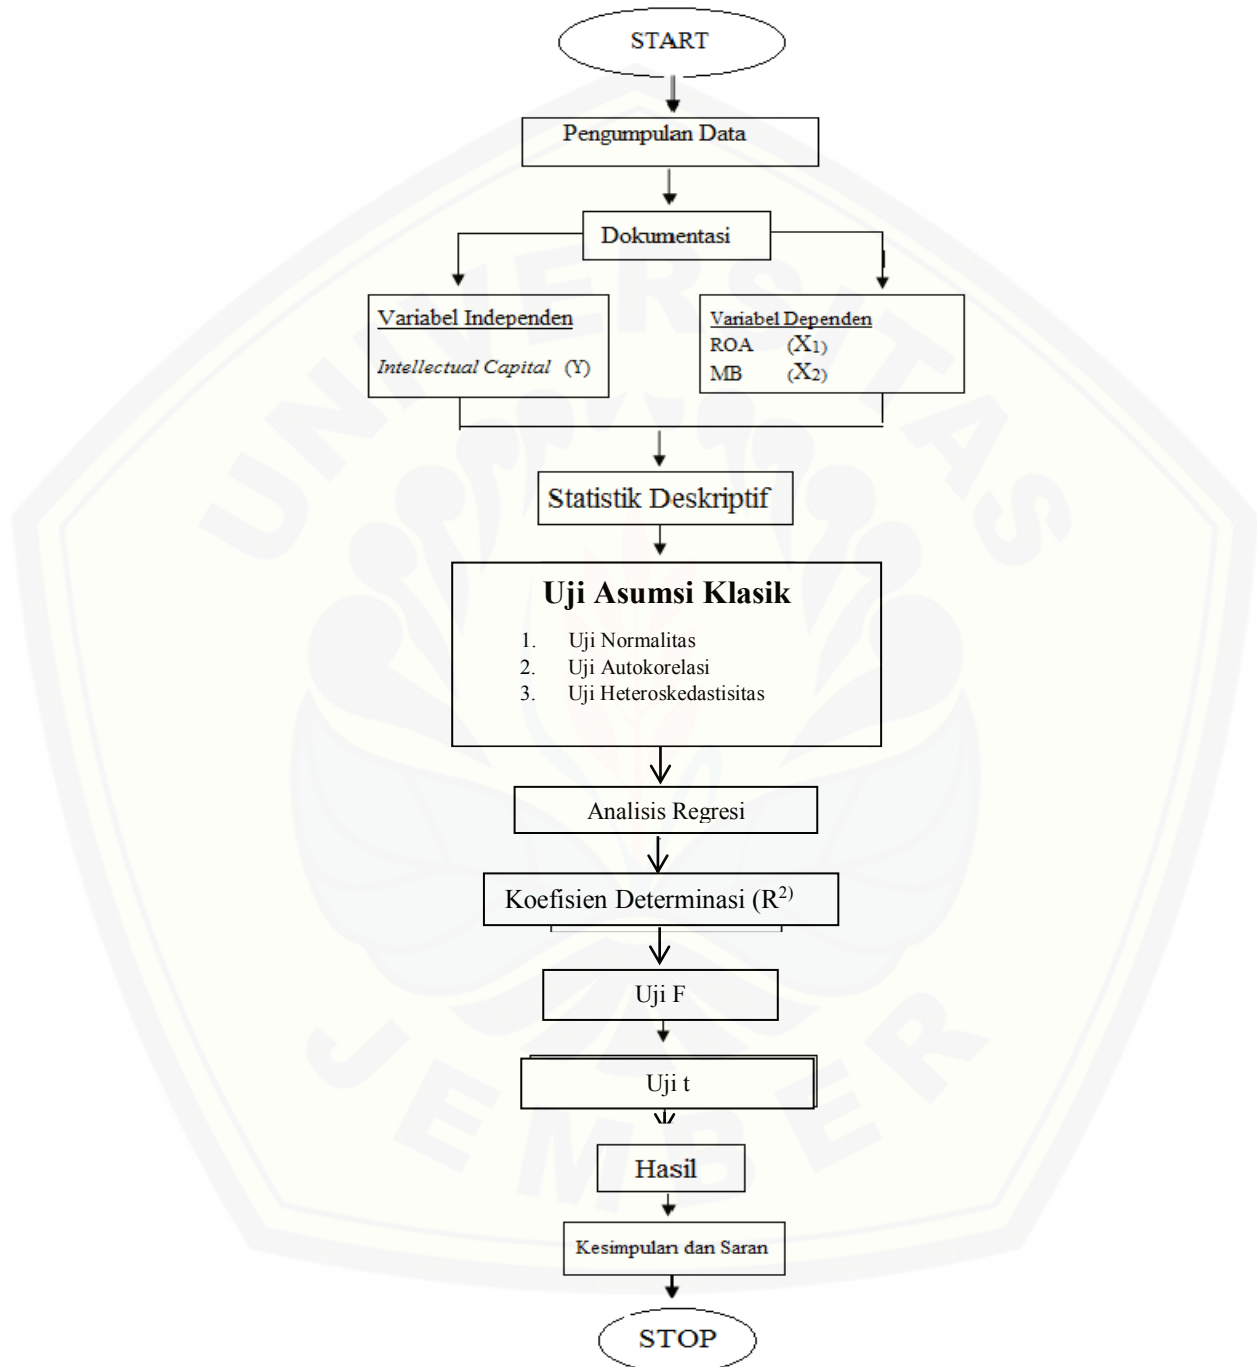 START
Pengumpulan Data
Dokumentasi
Variabel Independen
Intellectual Capital (Y)
Variabel Dependen
ROA (X1)
MB (X2)
Statistik Deskriptif
Uji Asumsi Klasik
1. Uji Normalitas
2. Uji Autokorelasi
3. Uji Heteroskedastisitas
Analisis Regresi
Koefisien Determinasi (R²⁾
Uji F
Uji t
Hasil
Kesimpulan dan Saran
STOP
UNIVERSITAS
JEMBER